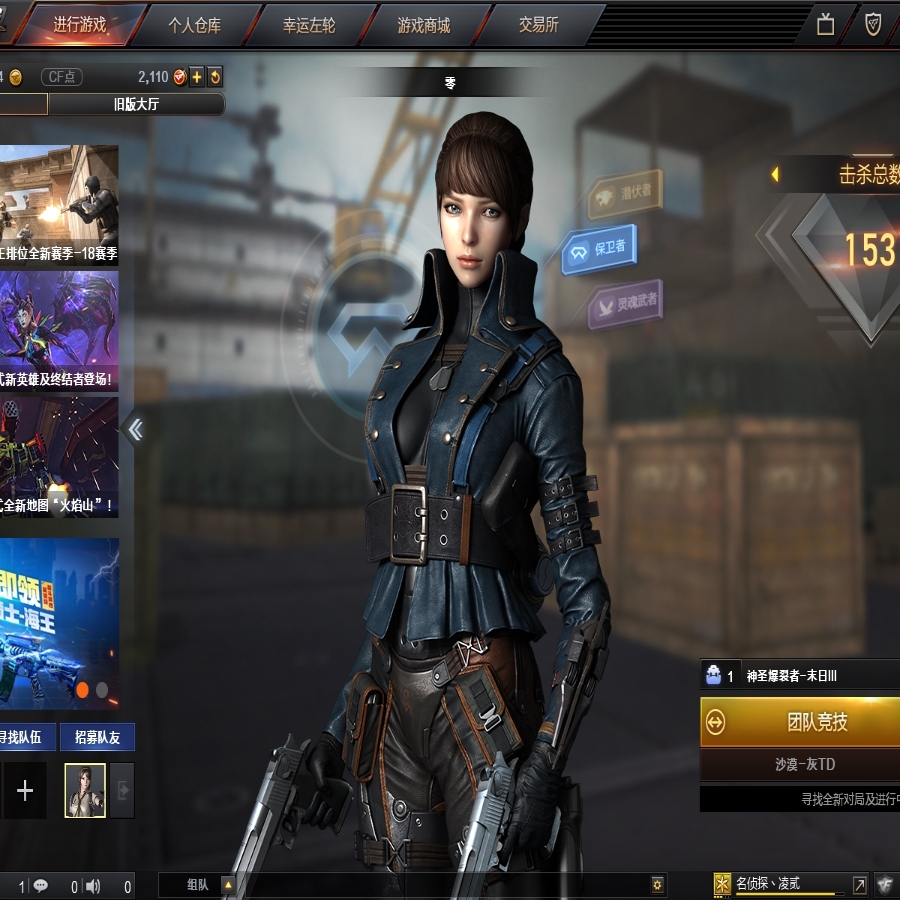 进行游戏
个人仓库
幸运左轮
游戏商城
交易所
4
CF点
2,110
旧版大厅
零
潜伏者
保卫者
灵魂武者
击杀总数
153
王排位全新赛季-18赛季
式新英雄及终结者登场！
式全新地图“火焰山”！
即领
士-海王
寻找队伍
招募队友
1 神圣爆裂者-末日III
团队竞技
沙漠-灰TD
寻找全新对局及进行中
1
0
0
组队
名侦探丶凌贰